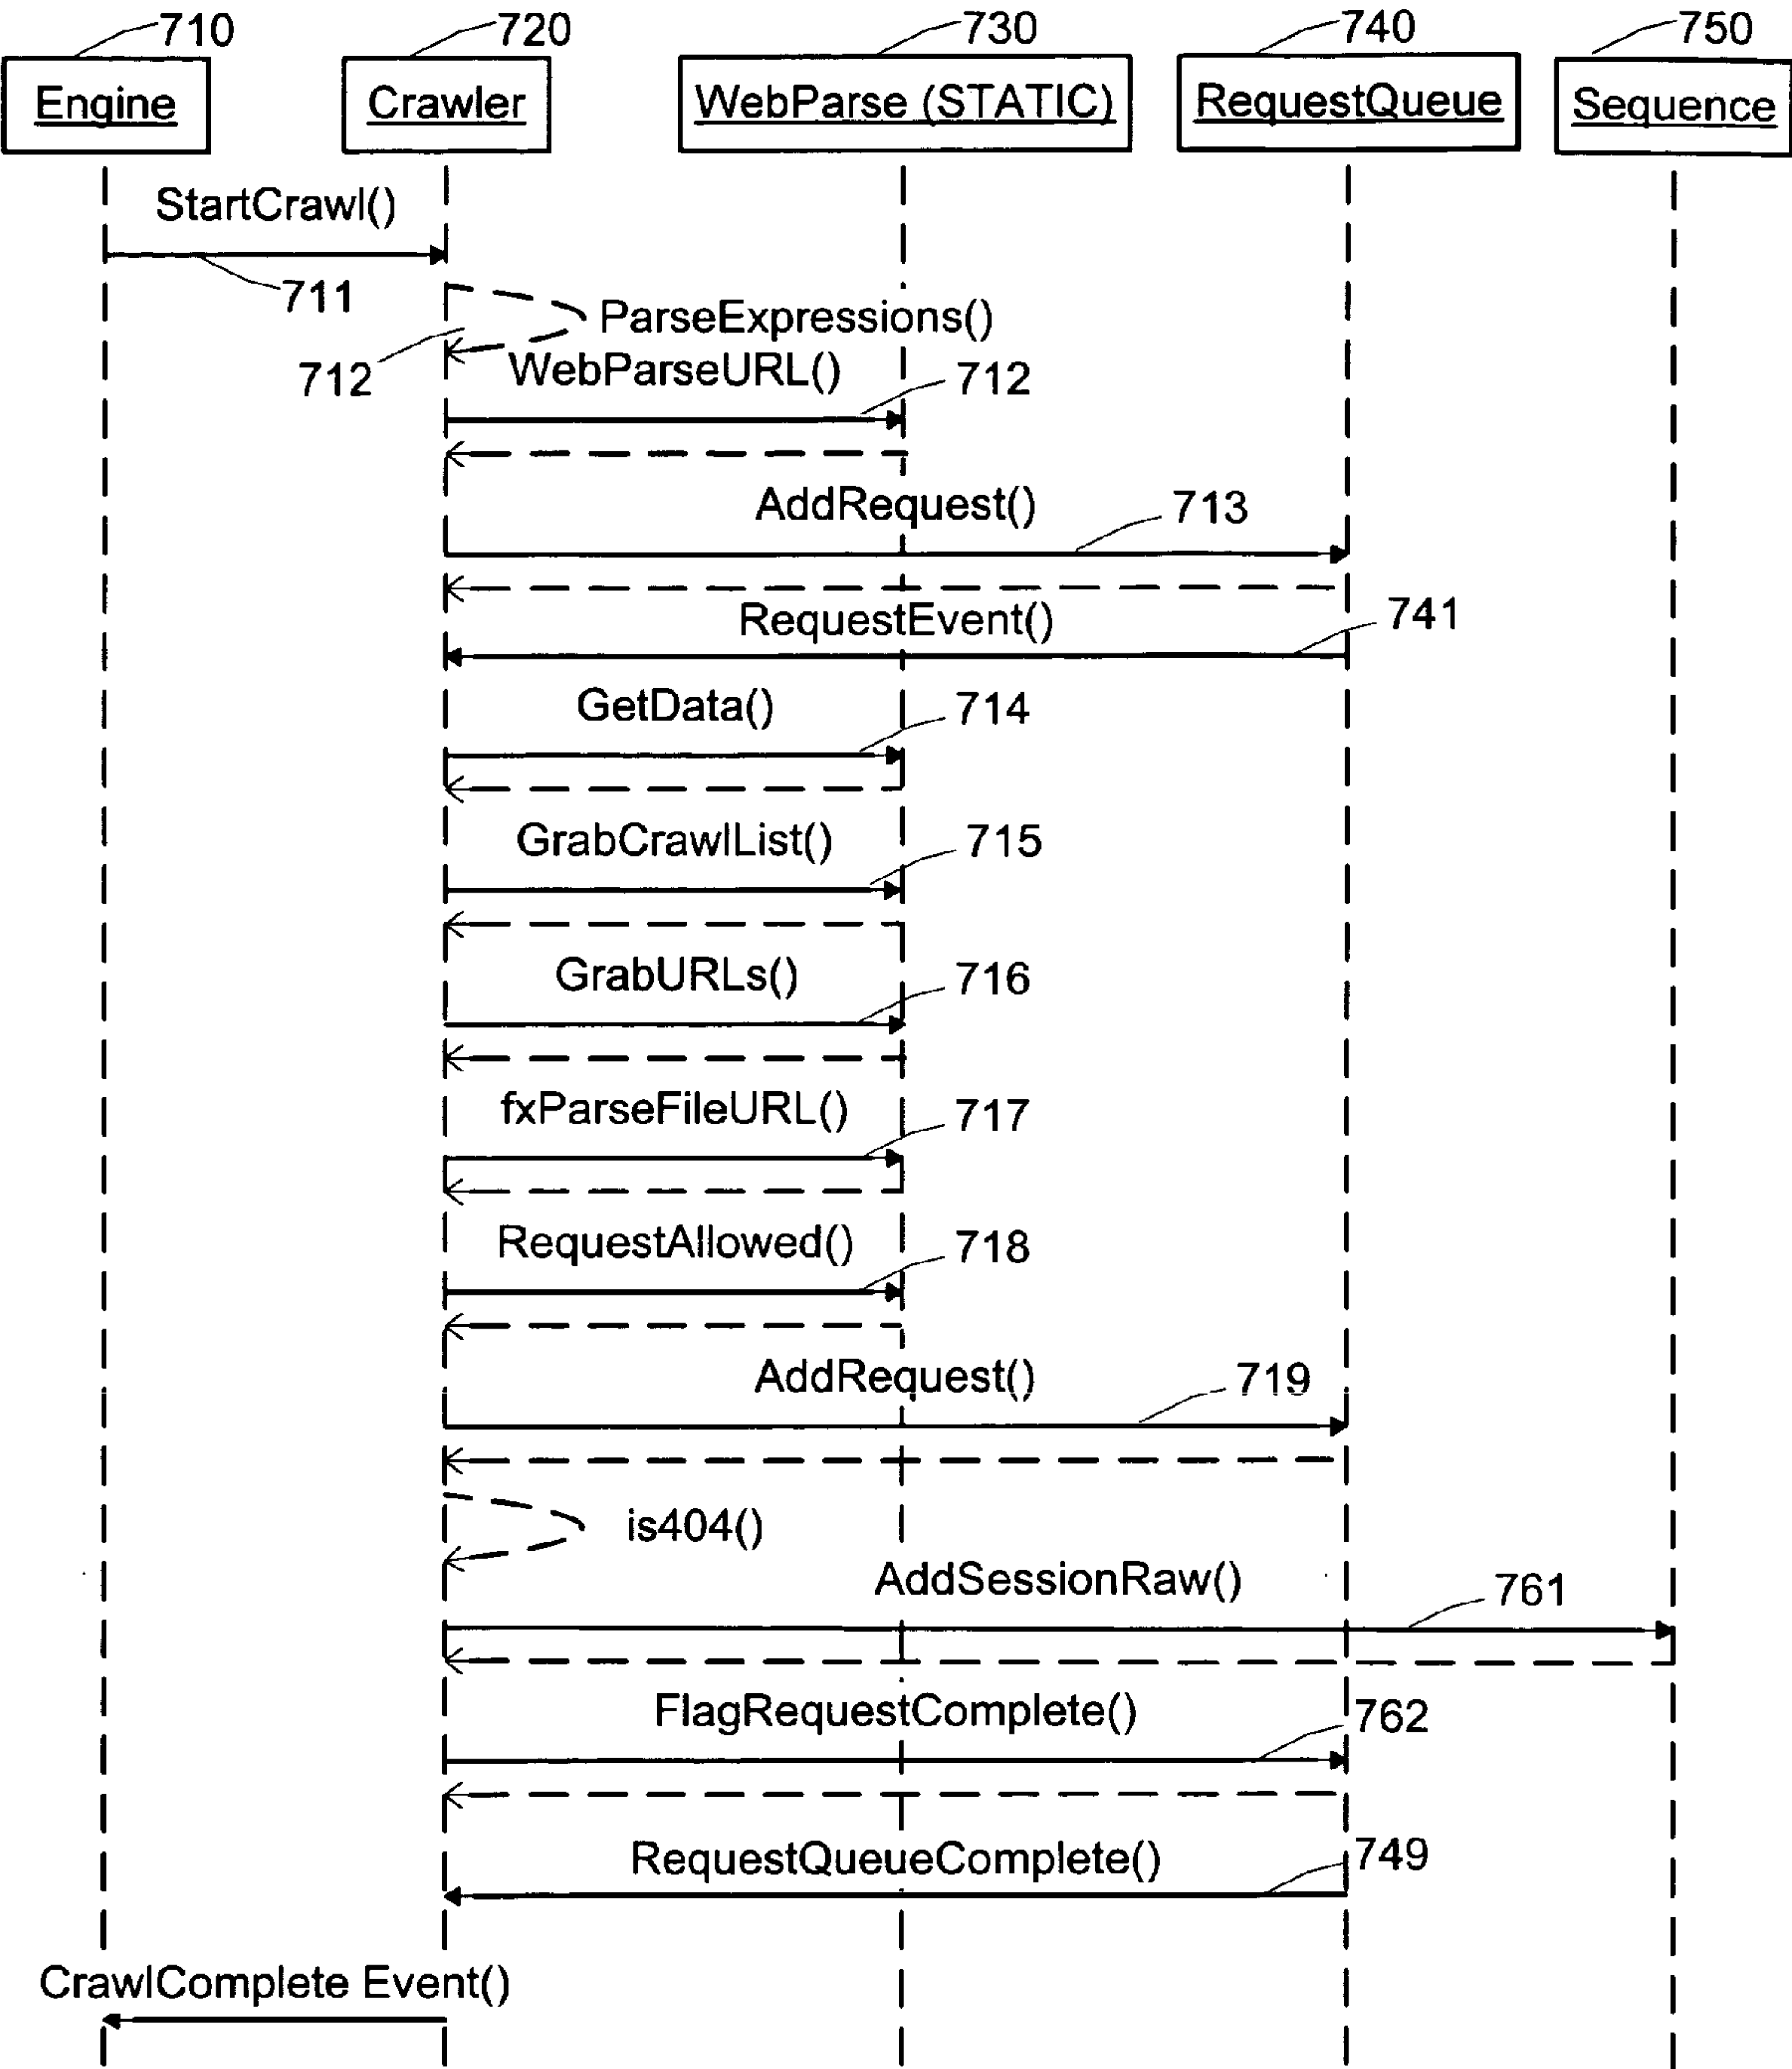 710 720 730 740 750
Engine Crawler WebParse (STATIC) RequestQueue Sequence
StartCrawl()
711
ParseExpressions()
712
WebParseURL()
712
AddRequest()
713
RequestEvent()
741
GetData()
714
GrabCrawlList()
715
GrabURLs()
716
fxParseFileURL()
717
RequestAllowed()
718
AddRequest()
719
is404()
AddSessionRaw()
761
FlagRequestComplete()
762
RequestQueueComplete()
749
CrawlComplete Event()